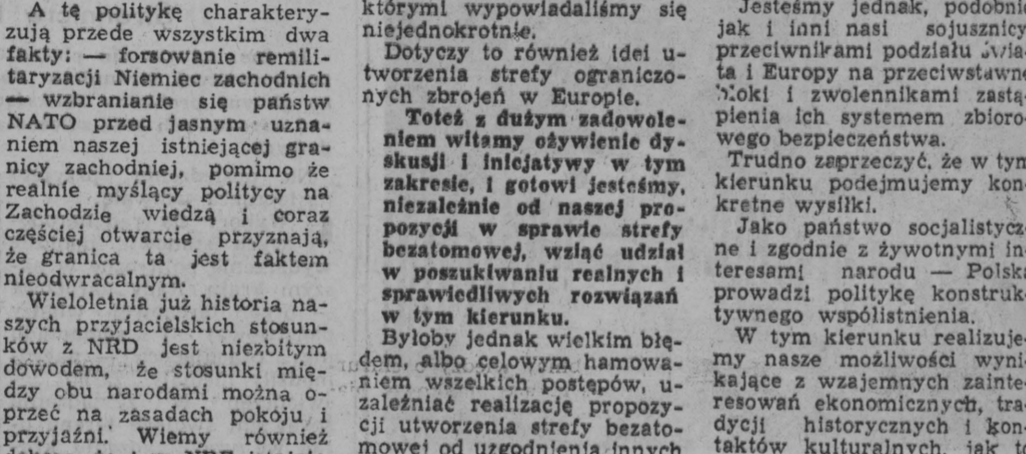 A tę politykę charaktery-
zują przede wszystkim dwa
fakty: — forsowanie remili-
taryzacji Niemiec zachodnich
— wzbranianie się państw
NATO przed jasnym uzna-
niem naszej istniejącej gra-
nicy zachodniej, pomimo że
realnie myślący politycy na
Zachodzie wiedzą i coraz
częściej otwarcie przyznają,
że granica ta jest faktem
nieodwracalnym.
Wieloletnia już historia na-
szych przyjacielskich stosun-
ków z NRD jest niezbitym
dowodem, że stosunki mię-
dzy obu narodami można o-
przeć na zasadach pokoju i
przyjaźni. Wiemy również
którymi wypowiadaliśmy się
niejednokrotnie.
Dotyczy to również idei u-
tworzenia strefy ograniczo-
nych zbrojeń w Europie.
Toteż z dużym zadowole-
niem witamy ożywienie dy-
skusji i inicjatywy w tym
zakresie, i gotowi jesteśmy,
niezależnie od naszej pro-
pozycji w sprawie strefy
bezatomowej, wziąć udział
w poszukiwaniu realnych i
sprawiedliwych rozwiązań
w tym kierunku.
Byłoby jednak wielkim błę-
dem, albo celowym hamowa-
niem wszelkich postępów, u-
zależniać realizację propozy-
cji utworzenia strefy bezato-
mowej od uzgodnienia innych
Jesteśmy jednak, podobnie
jak i inni nasi sojusznicy
przeciwnikami podziału świa-
ta i Europy na przeciwstawne
bloki i zwolennikami zastą-
pienia ich systemem zbioro-
wego bezpieczeństwa.
Trudno zaprzeczyć, że w tym
kierunku podejmujemy kon-
kretne wysiłki.
Jako państwo socjalistycz-
ne i zgodnie z żywotnymi in-
teresami narodu — Polska
prowadzi politykę konstruk-
tywnego współistnienia.
W tym kierunku realizuje-
my nasze możliwości wyni-
kające z wzajemnych zainte-
resowań ekonomicznych, tra-
dycji historycznych i kon-
taktów kulturalnych, jak